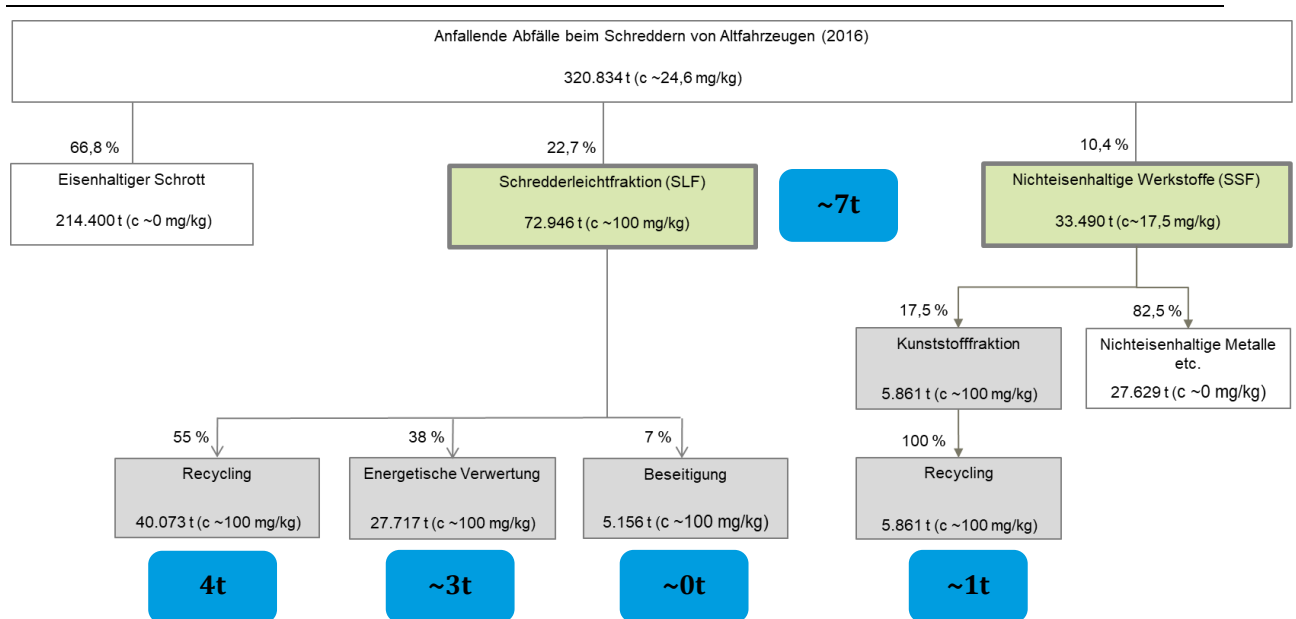 Anfallende Abfälle beim Schreddern von Altfahrzeugen (2016)
320.834 t (c ~24,6 mg/kg)
66,8 %
22,7 %
10,4 %
Eisenhaltiger Schrott
214.400 t (c ~0 mg/kg)
Schredderleichtfraktion (SLF)
72.946 t (c ~100 mg/kg)
~7t
Nichteisenhaltige Werkstoffe (SSF)
33.490 t (c~17,5 mg/kg)
17,5 %
82,5 %
Kunststofffraktion
5.861 t (c ~100 mg/kg)
Nichteisenhaltige Metalle
etc.
27.629 t (c ~0 mg/kg)
55 %
38 %
7 %
100 %
Recycling
40.073 t (c ~100 mg/kg)
Energetische Verwertung
27.717 t (c ~100 mg/kg)
Beseitigung
5.156 t (c ~100 mg/kg)
Recycling
5.861 t (c ~100 mg/kg)
4t
~3t
~0t
~1t